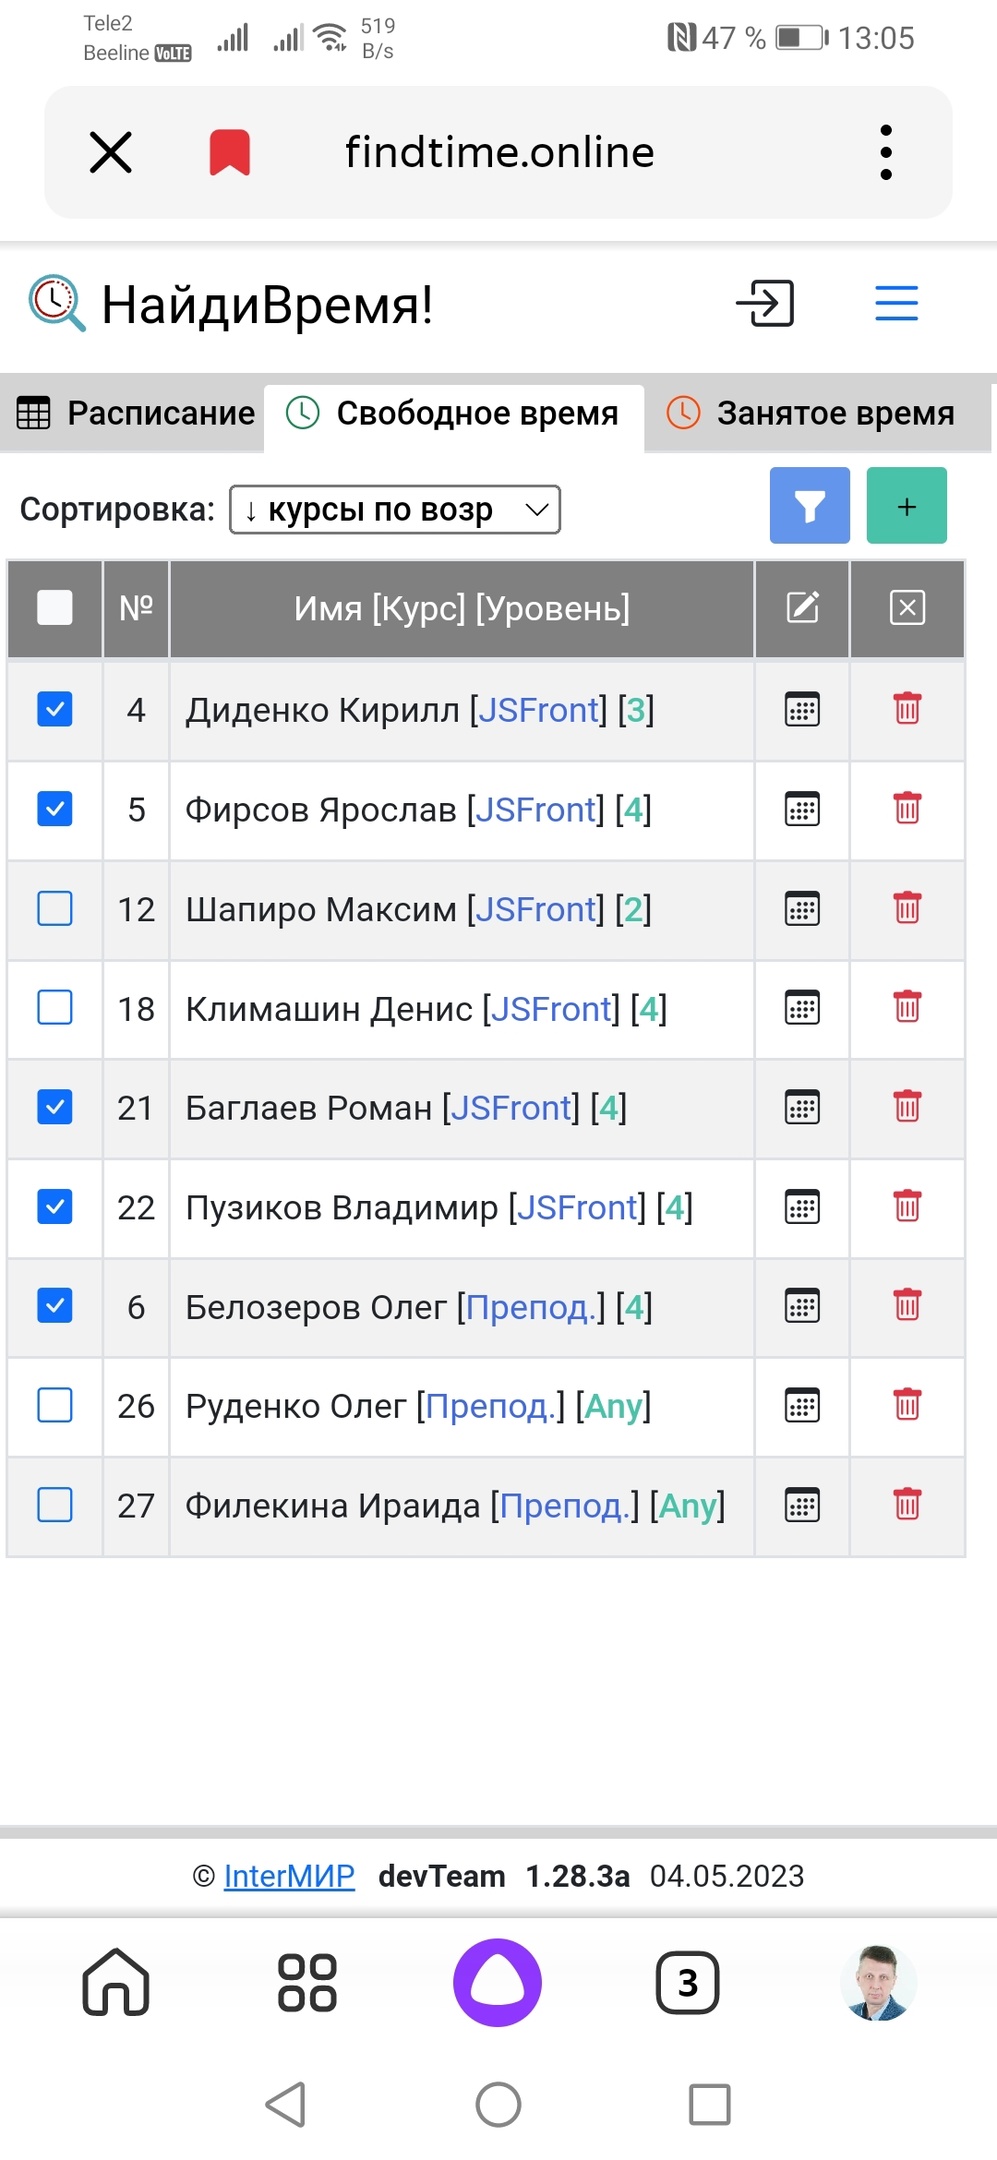 Tele2
Beeline VoLTE
519
B/s
47 % 13:05
findtime.online
НайдиВремя!
Расписание Свободное время Занятое время
Сортировка: ↓ курсы по возр +
№ Имя [Курс] [Уровень]
4 Диденко Кирилл [JSFront] [3]
5 Фирсов Ярослав [JSFront] [4]
12 Шапиро Максим [JSFront] [2]
18 Климашин Денис [JSFront] [4]
21 Баглаев Роман [JSFront] [4]
22 Пузиков Владимир [JSFront] [4]
6 Белозеров Олег [Препод.] [4]
26 Руденко Олег [Препод.] [Any]
27 Филекина Ираида [Препод.] [Any]
© InterМИР devTeam 1.28.3a 04.05.2023
3